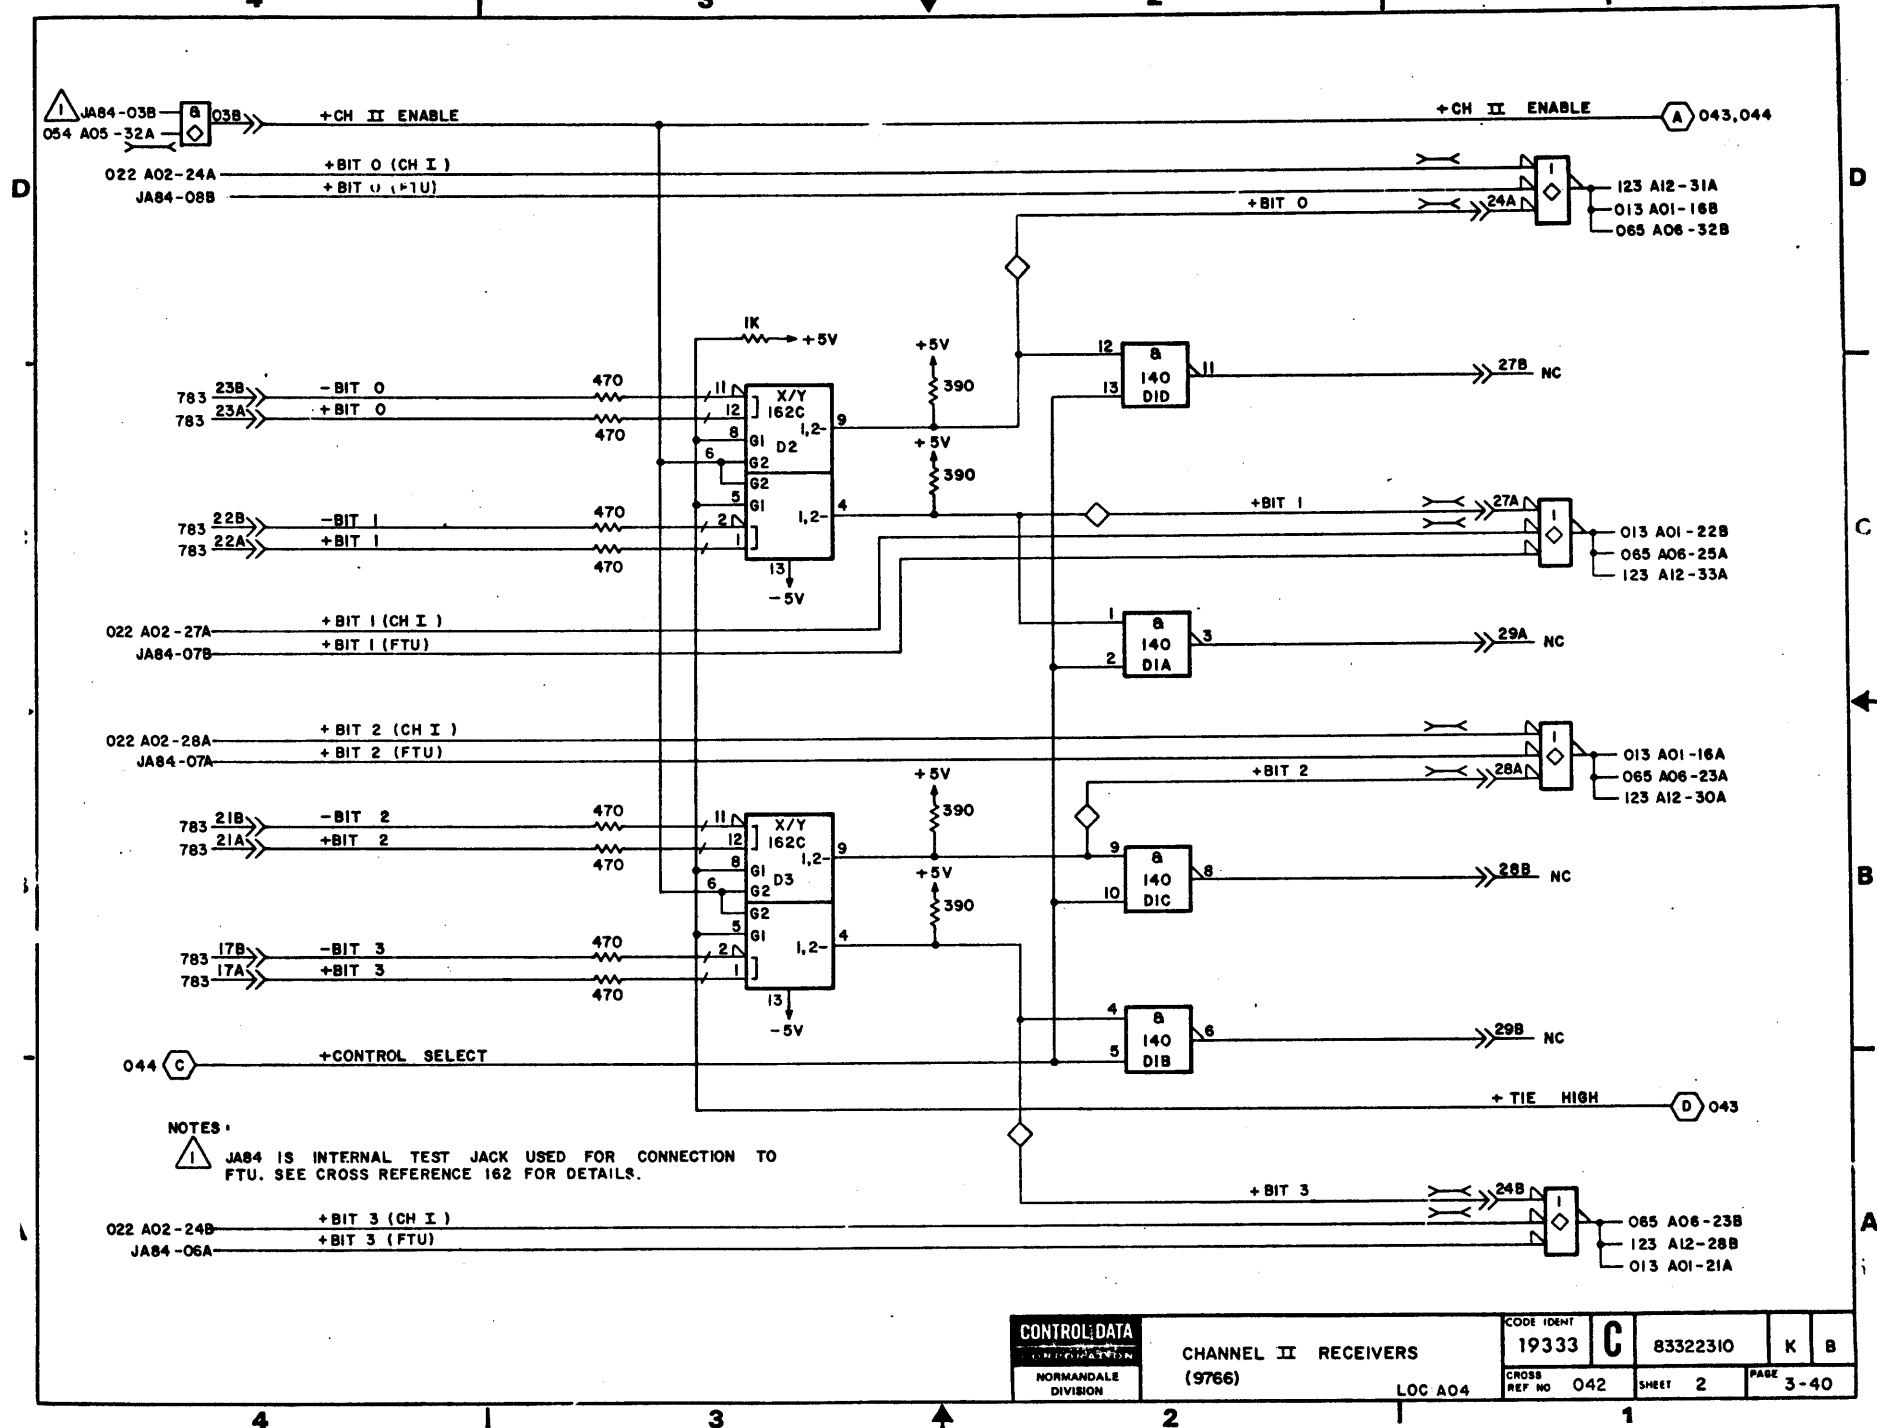 4 3 2
1 JA84-03B a 03B +CH II ENABLE +CH II ENABLE A 043,044
054 A05-32A
022 A02-24A +BIT 0 (CH I)
JA84-08B +BIT 0 (FTU)
1
123 A12-31A
013 A01-16B
065 A06-32B
+BIT 0 24A
D D
1K +5V
783 23B -BIT 0 470 11
783 23A +BIT 0 470 12
X/Y
162C
D2
8 G1
6 G2
G2
5 G1
1,2- 9
1,2- 4
+5V
390
+5V
390
12 a 11 27B NC
13 140
D1D
783 22B -BIT 1 470 2
783 22A +BIT 1 470 1
13
-5V
+BIT 1 27A
1
013 A01-22B
065 A06-25A
123 A12-33A
C
022 A02-27A +BIT 1 (CH I)
JA84-07B +BIT 1 (FTU)
1 a 3 29A NC
2 140
D1A
022 A02-28A +BIT 2 (CH I)
JA84-07A +BIT 2 (FTU)
1
013 A01-16A
065 A06-23A
123 A12-30A
+BIT 2 28A
783 21B -BIT 2 470 11
783 21A +BIT 2 470 12
X/Y
162C
D3
8 G1
6 G2
G2
5 G1
1,2- 9
1,2- 4
+5V
390
+5V
390
9 a 8 28B NC
10 140
D1C
B
783 17B -BIT 3 470 2
783 17A +BIT 3 470 1
13
-5V
4 a 6 29B NC
5 140
D1B
044 C +CONTROL SELECT
+ TIE HIGH D 043
NOTES:
1 JA84 IS INTERNAL TEST JACK USED FOR CONNECTION TO
FTU. SEE CROSS REFERENCE 162 FOR DETAILS.
+BIT 3 24B
1
022 A02-24B +BIT 3 (CH I)
JA84-06A +BIT 3 (FTU)
065 A06-23B
123 A12-28B
013 A01-21A
A
CONTROL DATA
CORPORATION
NORMANDALE
DIVISION
CHANNEL II RECEIVERS
(9766)
LOC A04
CODE IDENT
19333 C 83322310 K B
CROSS
REF NO 042 SHEET 2 PAGE 3-40
4 3 2 1